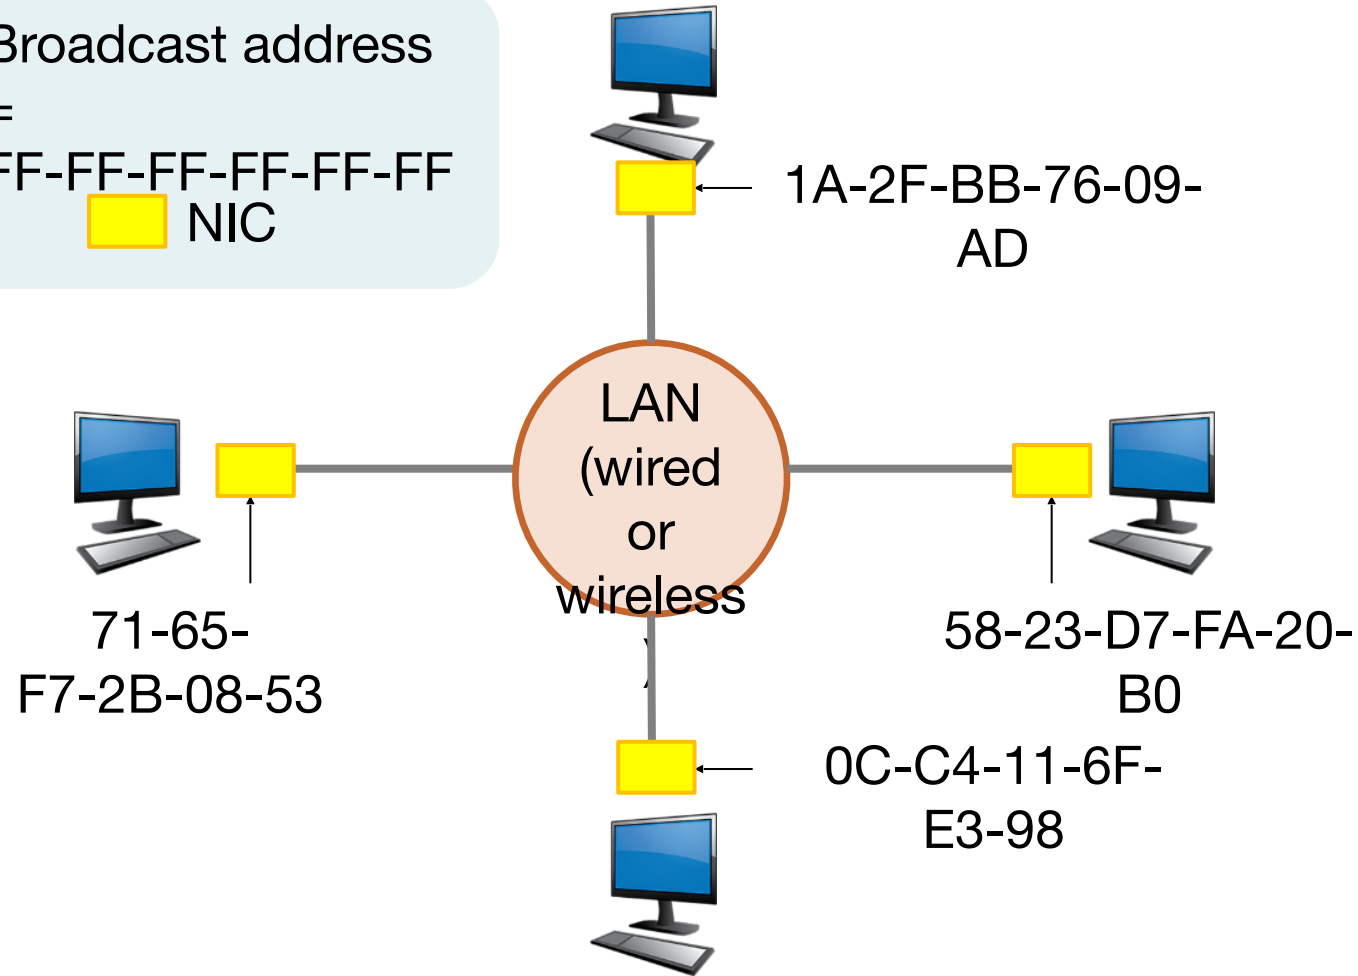 Broadcast address
F
FF-FF-FF-FF-FF-FF
NIC
1A-2F-BB-76-09-
AD
LAN
(wired
or
wireless
)
71-65-
F7-2B-08-53
58-23-D7-FA-20-
B0
0C-C4-11-6F-
E3-98